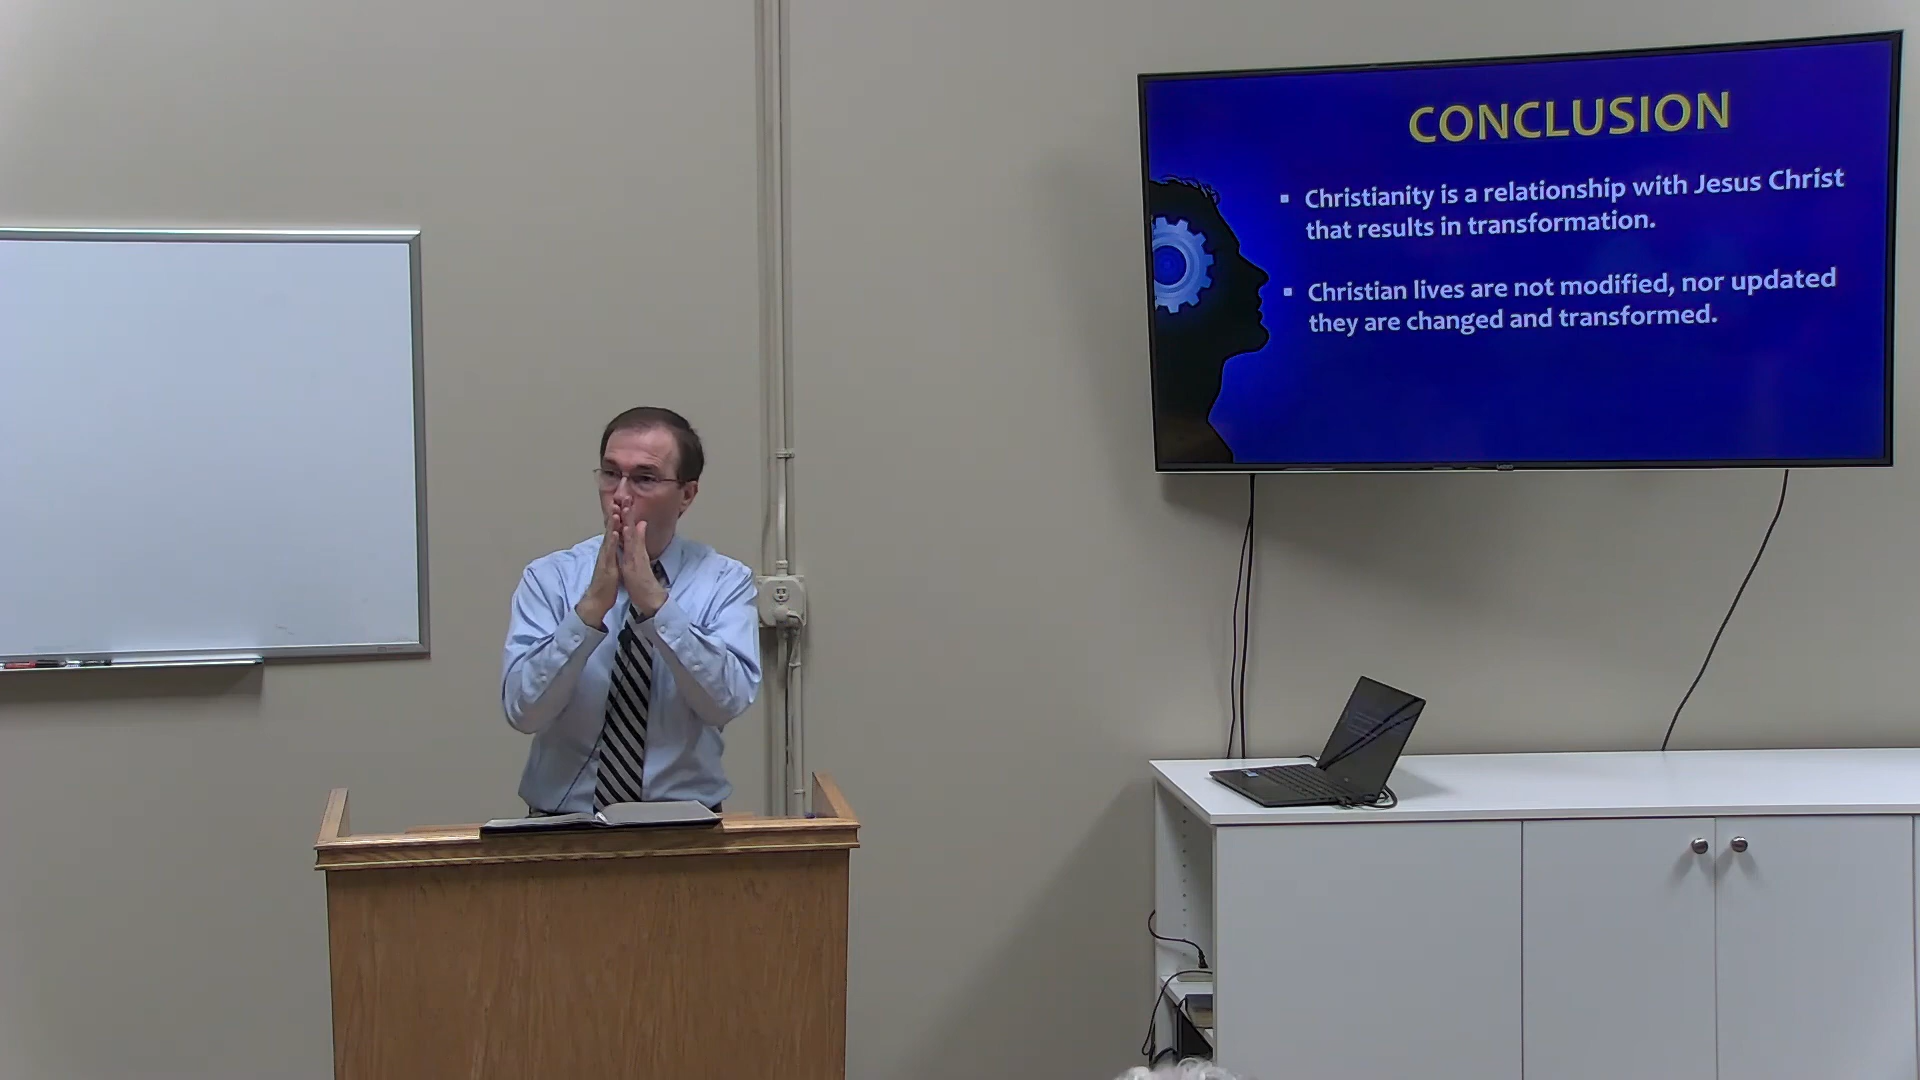 CONCLUSION
▪ Christianity is a relationship with Jesus Christ
that results in transformation.
▪ Christian lives are not modified, nor updated
they are changed and transformed.